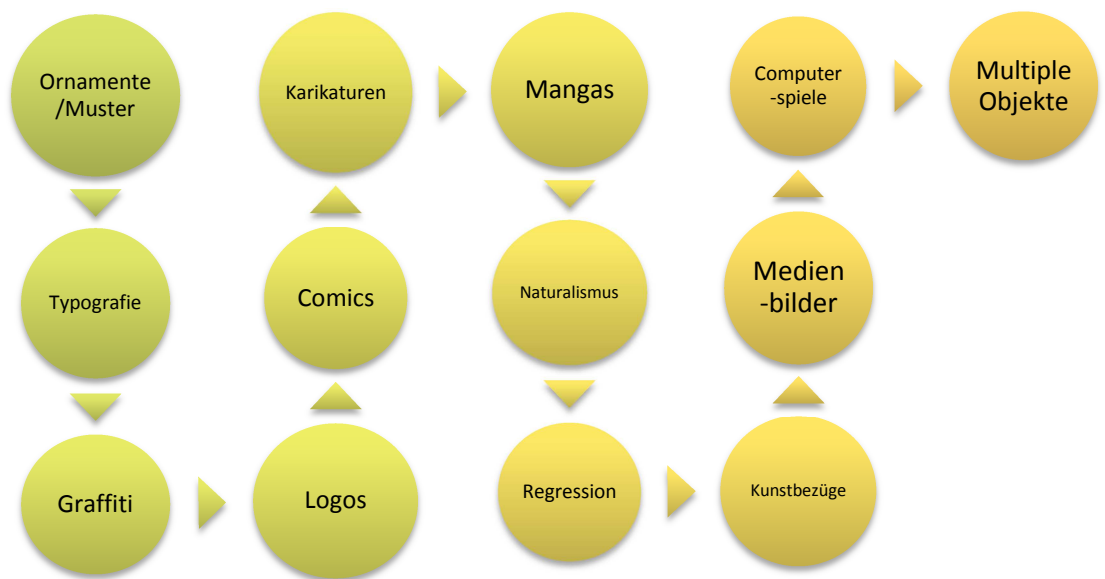 Ornamente
/Muster
Typografie
Graffiti
Logos
Comics
Karikaturen
Mangas
Naturalismus
Regression
Kunstbezüge
Medien
-bilder
Computer
-spiele
Multiple
Objekte